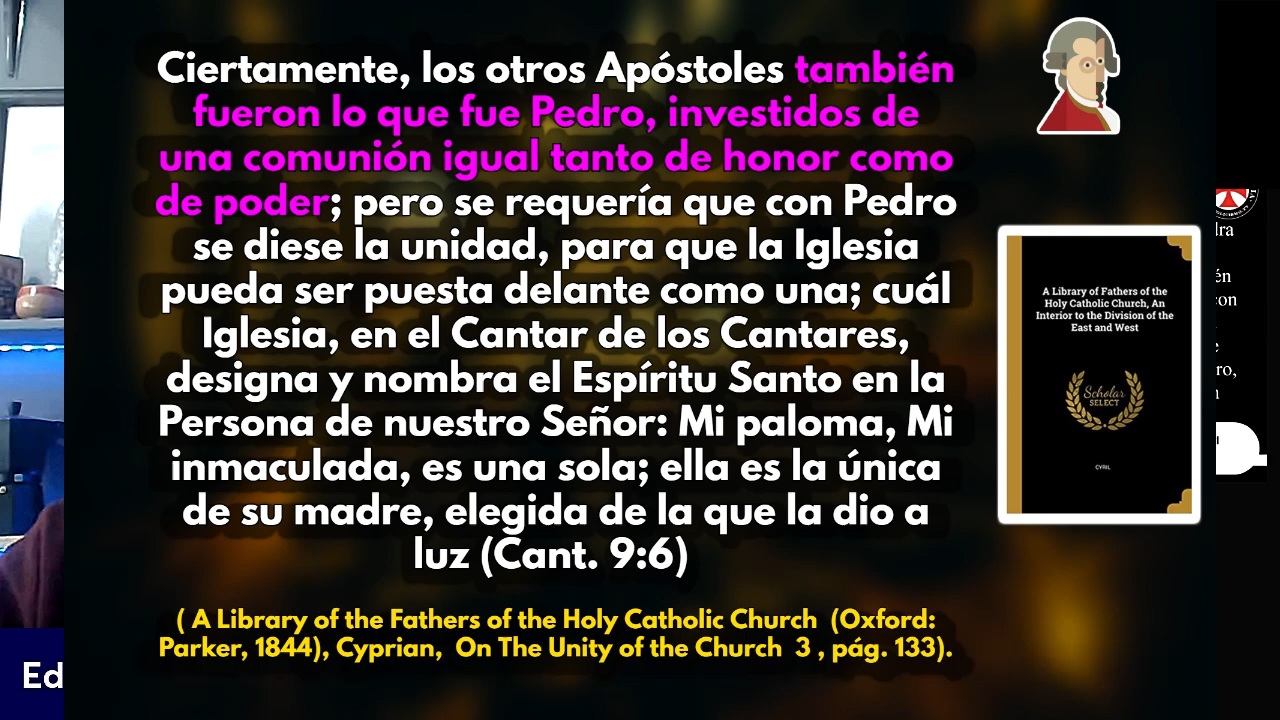 Ciertamente, los otros Apóstoles también
fueron lo que fue Pedro, investidos de
una comunión igual tanto de honor como
de poder; pero se requería que con Pedro
se diese la unidad, para que la Iglesia
pueda ser puesta delante como una; cuál
Iglesia, en el Cantar de los Cantares,
designa y nombra el Espíritu Santo en la
Persona de nuestro Señor: Mi paloma, Mi
inmaculada, es una sola; ella es la única
de su madre, elegida de la que la dio a
luz (Cant. 9:6)
( A Library of the Fathers of the Holy Catholic Church (Oxford:
Parker, 1844), Cyprian, On The Unity of the Church 3 , pág. 133).
A Library of Fathers of the
Holy Catholic Church, An
Interior to the Division of the
East and West
Scholar
SELECT
CYRIL
Ed